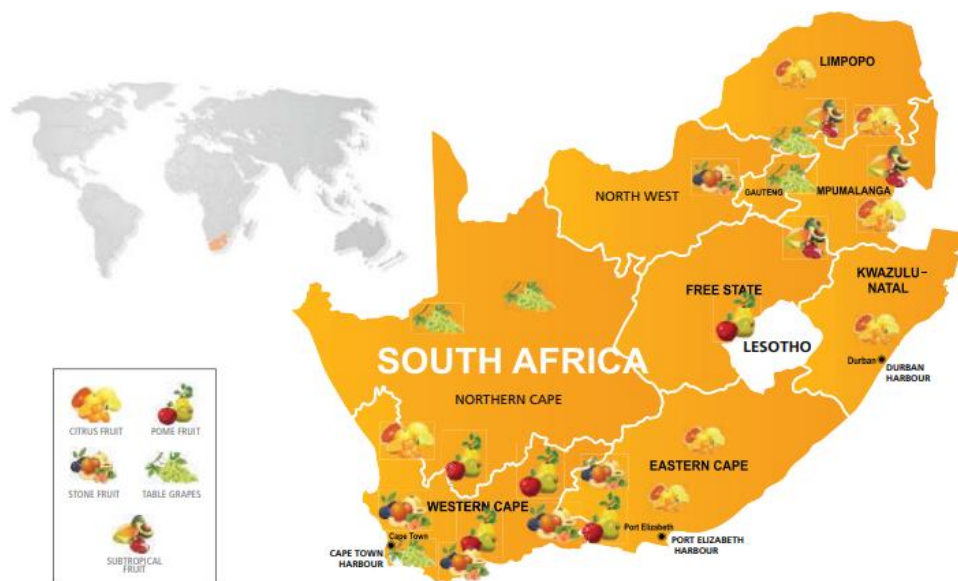 LIMPOPO
NORTH WEST
GAUTENG
MPUMALANGA
KWAZULU–
NATAL
FREE STATE
LESOTHO
SOUTH AFRICA
Durban
DURBAN
HARBOUR
NORTHERN CAPE
EASTERN CAPE
WESTERN CAPE
Port Elizabeth
PORT ELIZABETH
HARBOUR
Cape Town
CAPE TOWN
HARBOUR
CITRUS FRUIT
POME FRUIT
STONE FRUIT
TABLE GRAPES
SUBTROPICAL
FRUIT